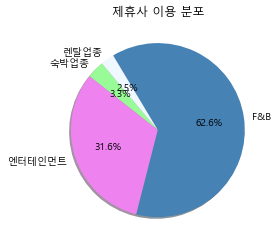 제휴사 이용 분포
렌탈업종
숙박업종
2.5%
3.3%
F&B
62.6%
31.6%
엔터테인먼트